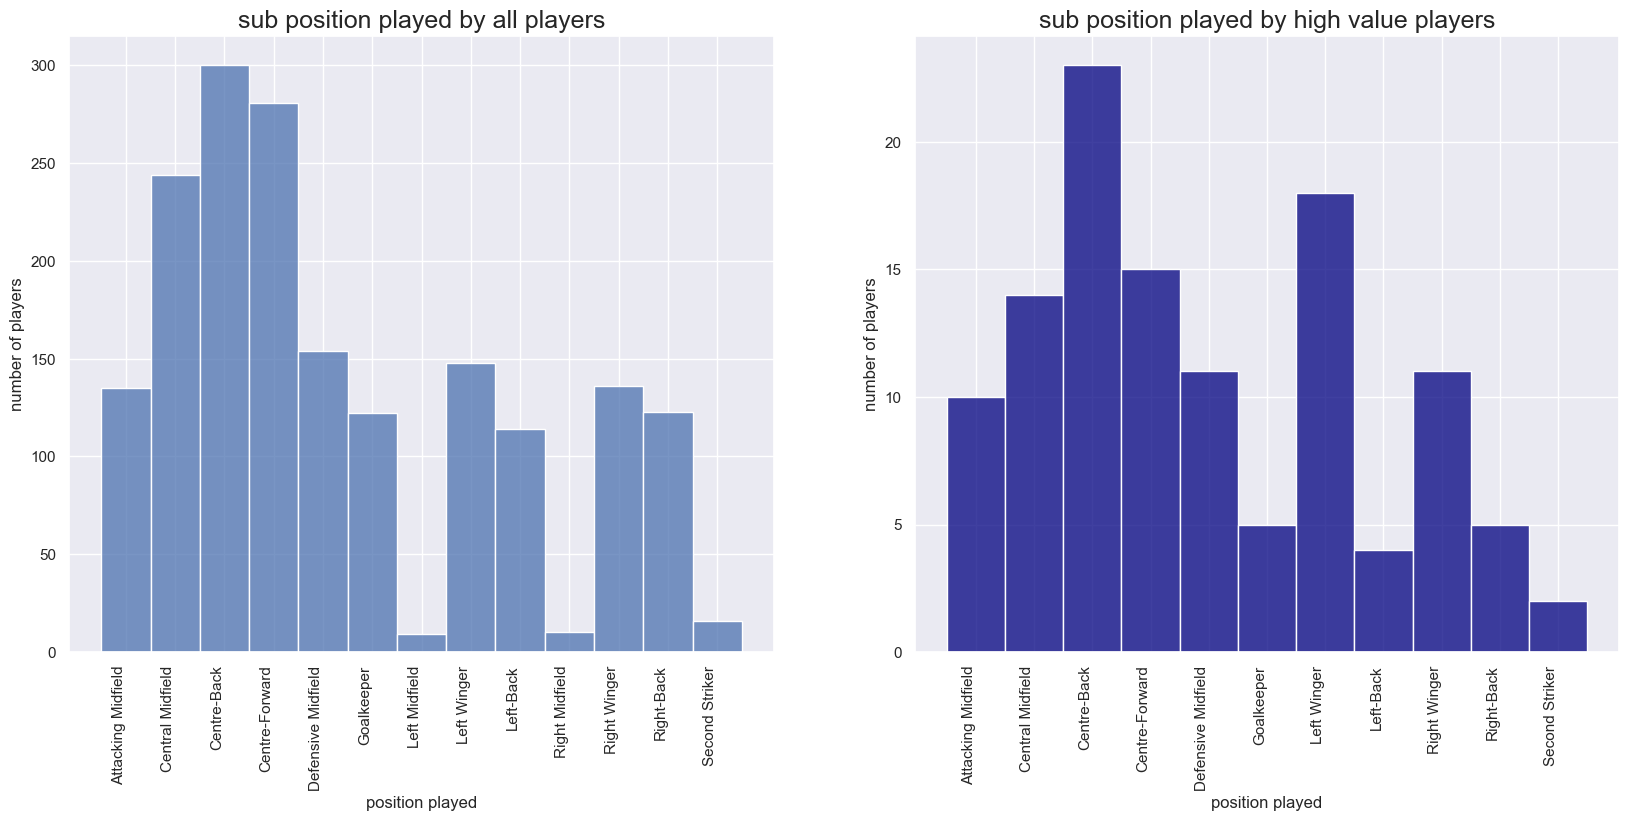 sub position played by all players
number of players
300
250
200
150
100
50
0
Attacking Midfield
Central Midfield
Centre-Back
Centre-Forward
Defensive Midfield
Goalkeeper
Left Midfield
Left Winger
Left-Back
Right Midfield
Right Winger
Right-Back
Second Striker
position played
sub position played by high value players
number of players
20
15
10
5
0
Attacking Midfield
Central Midfield
Centre-Back
Centre-Forward
Defensive Midfield
Goalkeeper
Left Winger
Left-Back
Right Winger
Right-Back
Second Striker
position played